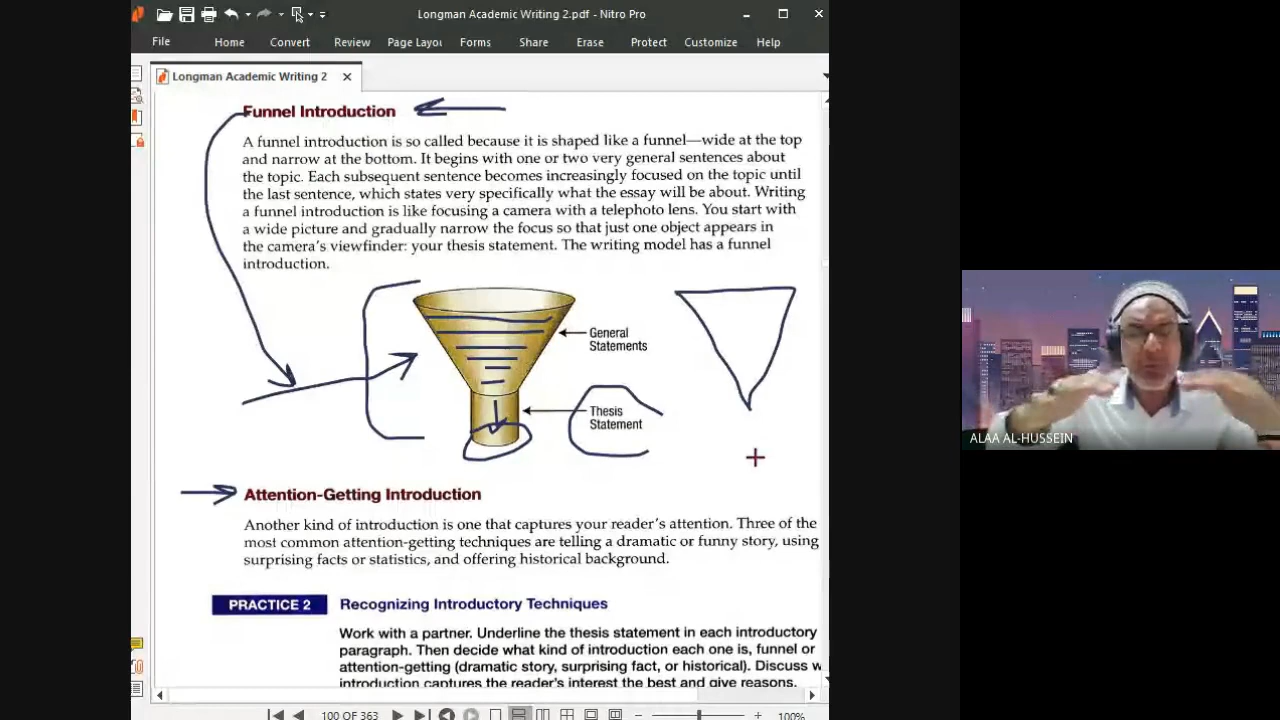 Longman Academic Writing 2.pdf - Nitro Pro
File Home Convert Review Page Layou Forms Share Erase Protect Customize Help
Longman Academic Writing 2
Funnel Introduction
A funnel introduction is so called because it is shaped like a funnel—wide at the top
and narrow at the bottom. It begins with one or two very general sentences about
the topic. Each subsequent sentence becomes increasingly focused on the topic until
the last sentence, which states very specifically what the essay will be about. Writing
a funnel introduction is like focusing a camera with a telephoto lens. You start with
a wide picture and gradually narrow the focus so that just one object appears in
the camera's viewfinder: your thesis statement. The writing model has a funnel
introduction.
General
Statements
Thesis
Statement
ALAA AL-HUSSEIN
Attention-Getting Introduction
Another kind of introduction is one that captures your reader's attention. Three of the
most common attention-getting techniques are telling a dramatic or funny story, using
surprising facts or statistics, and offering historical background.
PRACTICE 2 Recognizing Introductory Techniques
Work with a partner. Underline the thesis statement in each introductory
paragraph. Then decide what kind of introduction each one is, funnel or
attention-getting (dramatic story, surprising fact, or historical). Discuss w
introduction captures the reader's interest the best and give reasons.
100 OF 363
100%